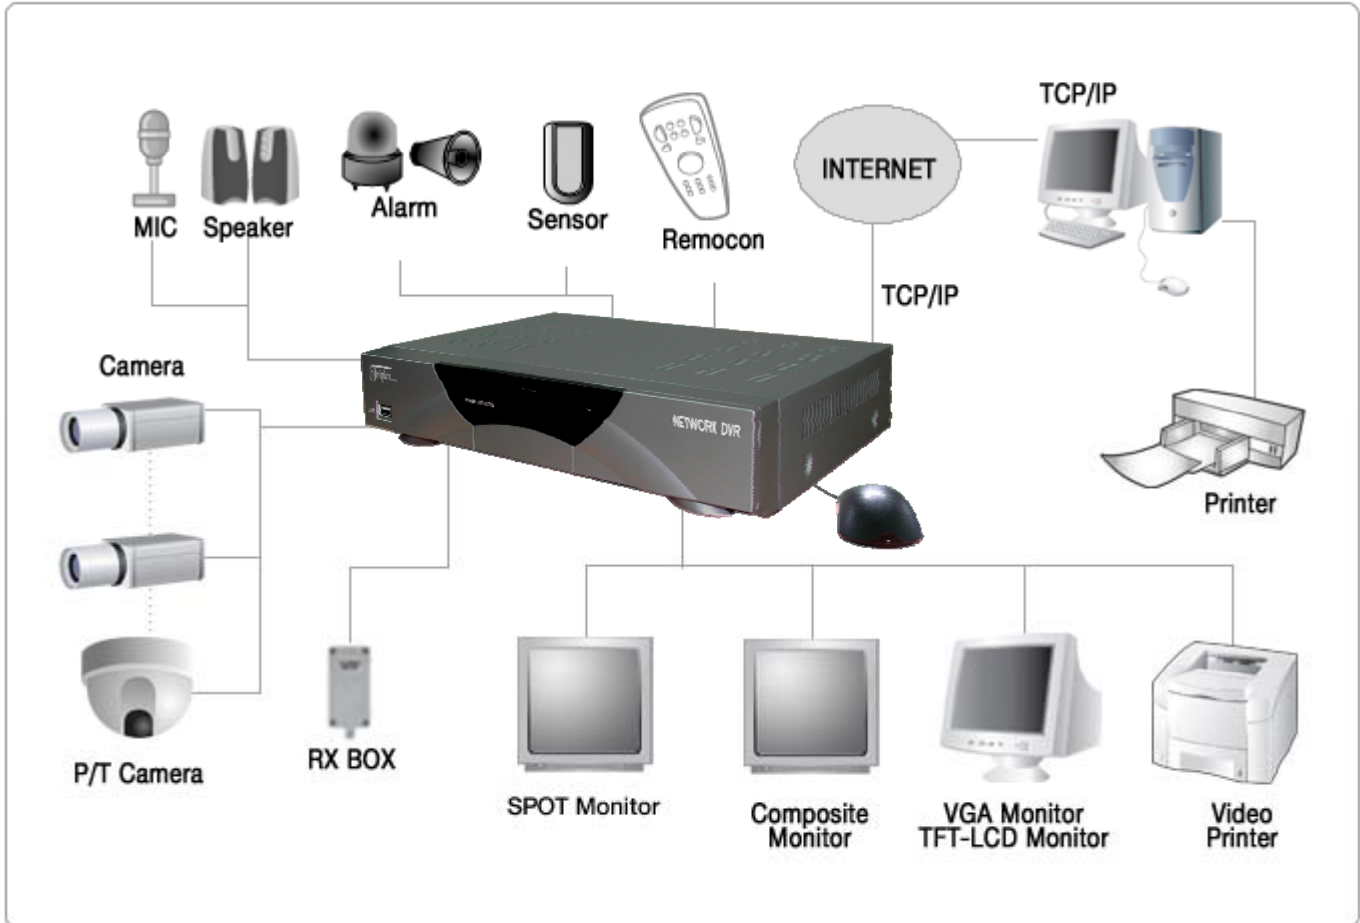 TCP/IP
INTERNET
MIC
Speaker
Alarm
Sensor
Remocon
TCP/IP
Camera
NETWORK DVR
Printer
P/T Camera
RX BOX
SPOT Monitor
Composite
Monitor
VGA Monitor
TFT-LCD Monitor
Video
Printer